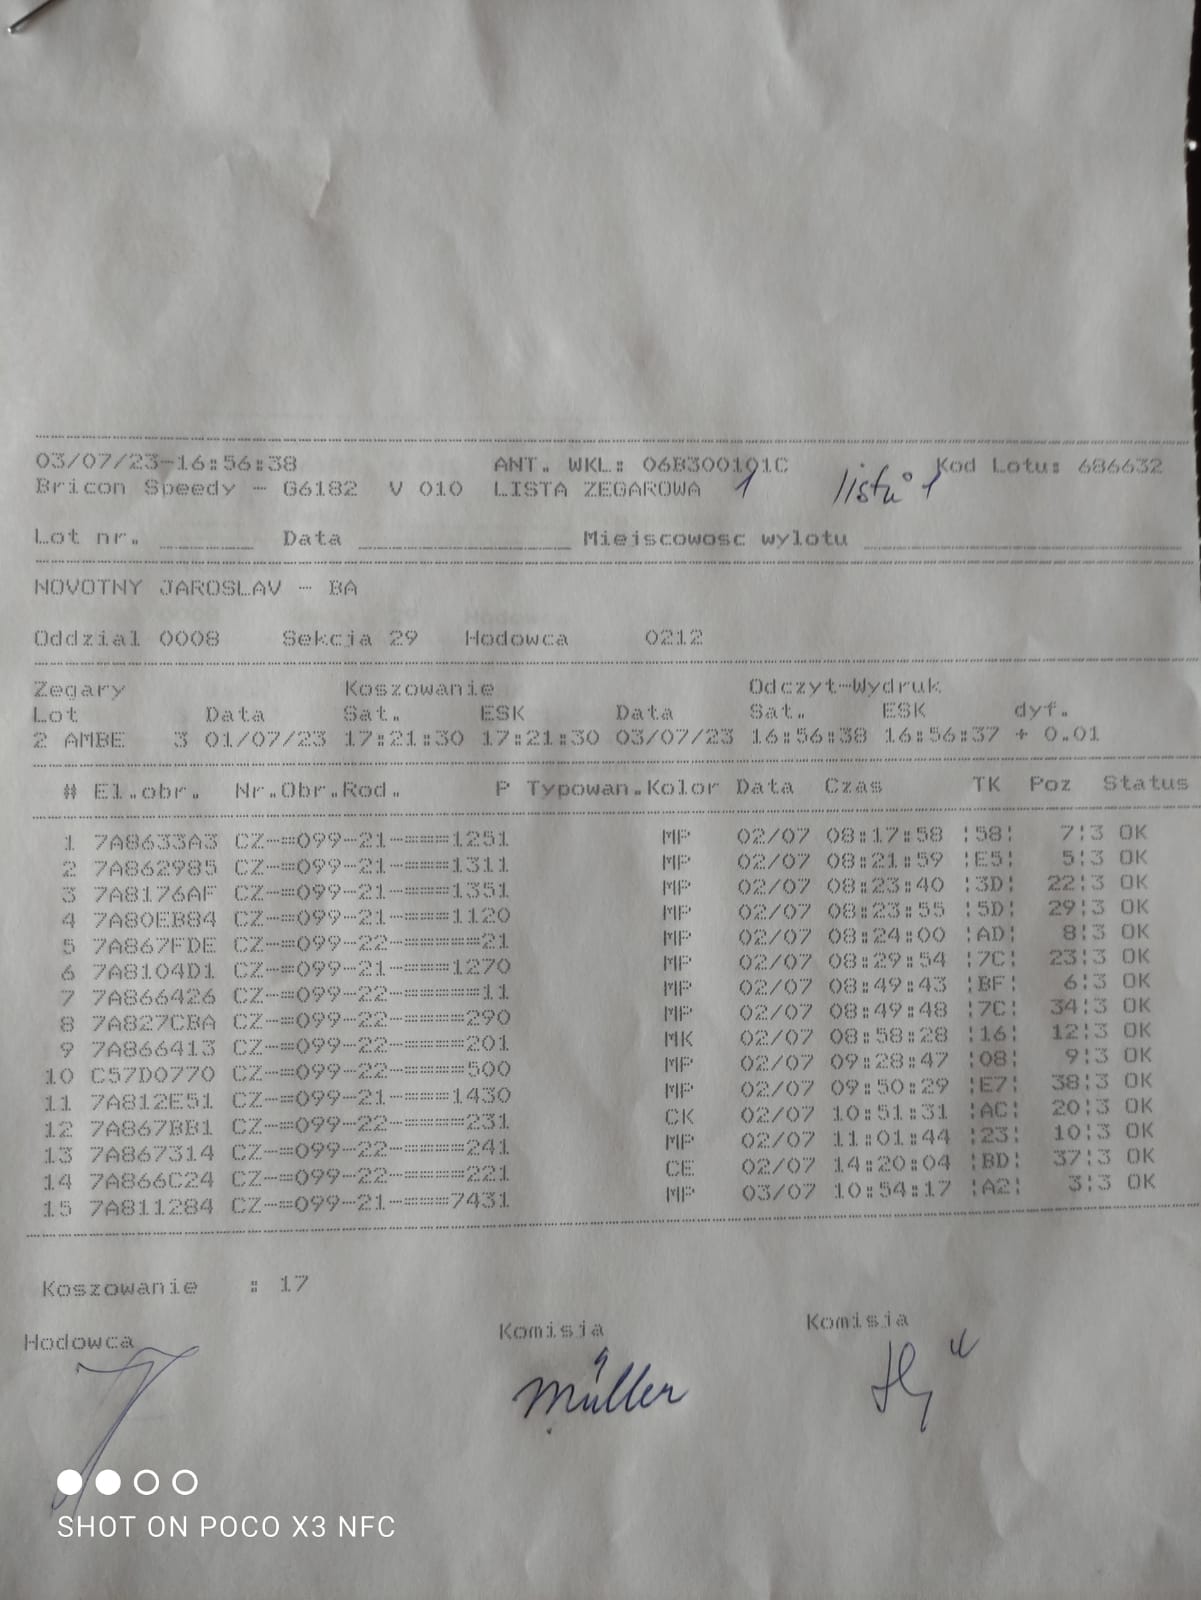 03/07/23-16:56:38 ANT. WKL: 06B300101C Kod Lotu: 686632
Bricon Speedy - G6182 V 010 LISTA ZEGAROWA 1 lista 1
Lot nr. ________ Data __________________ Miejscowosc wylotu ___________________________
NOVOTNY JAROSLAV - BA
Oddzial 0008 Sekcja 29 Hodowca 0212
Zegary Koszowanie Odczyt-Wydruk
Lot Data Sat. ESK Data Sat. ESK dyf.
2 AMBE 3 01/07/23 17:21:30 17:21:30 03/07/23 16:56:38 16:56:37 + 0.01
# El.obr. Nr.Obr.Rod. P Typowan.Kolor Data Czas TK Poz Status
1 7A8633A3 CZ-=099-21-===1251 MP 02/07 08:17:58 ¦58¦ 7¦3 OK
2 7A862985 CZ-=099-21-===1311 MP 02/07 08:21:59 ¦E5¦ 5¦3 OK
3 7A8176AF CZ-=099-21-===1351 MP 02/07 08:23:40 ¦3D¦ 22¦3 OK
4 7A80EB84 CZ-=099-21-===1120 MP 02/07 08:23:55 ¦5D¦ 29¦3 OK
5 7A867FDE CZ-=099-22-=====21 MP 02/07 08:24:00 ¦AD¦ 8¦3 OK
6 7A8104D1 CZ-=099-21-===1270 MP 02/07 08:29:54 ¦7C¦ 23¦3 OK
7 7A866426 CZ-=099-22-=====11 MP 02/07 08:49:43 ¦BF¦ 6¦3 OK
8 7A827CBA CZ-=099-22-====290 MP 02/07 08:49:48 ¦7C¦ 34¦3 OK
9 7A866413 CZ-=099-22-====201 MK 02/07 08:58:28 ¦16¦ 12¦3 OK
10 C57D0770 CZ-=099-22-====500 MP 02/07 09:28:47 ¦08¦ 9¦3 OK
11 7A812E51 CZ-=099-21-===1430 MP 02/07 09:50:29 ¦E7¦ 38¦3 OK
12 7A867BB1 CZ-=099-22-====231 CK 02/07 10:51:31 ¦AC¦ 20¦3 OK
13 7A867314 CZ-=099-22-====241 MP 02/07 11:01:44 ¦23¦ 10¦3 OK
14 7A866C24 CZ-=099-22-====221 CE 02/07 14:20:04 ¦BD¦ 37¦3 OK
15 7A811284 CZ-=099-21-===7431 MP 03/07 10:54:17 ¦A2¦ 3¦3 OK
Koszowanie : 17
Hodowca Komisja Komisja
Müller
SHOT ON POCO X3 NFC